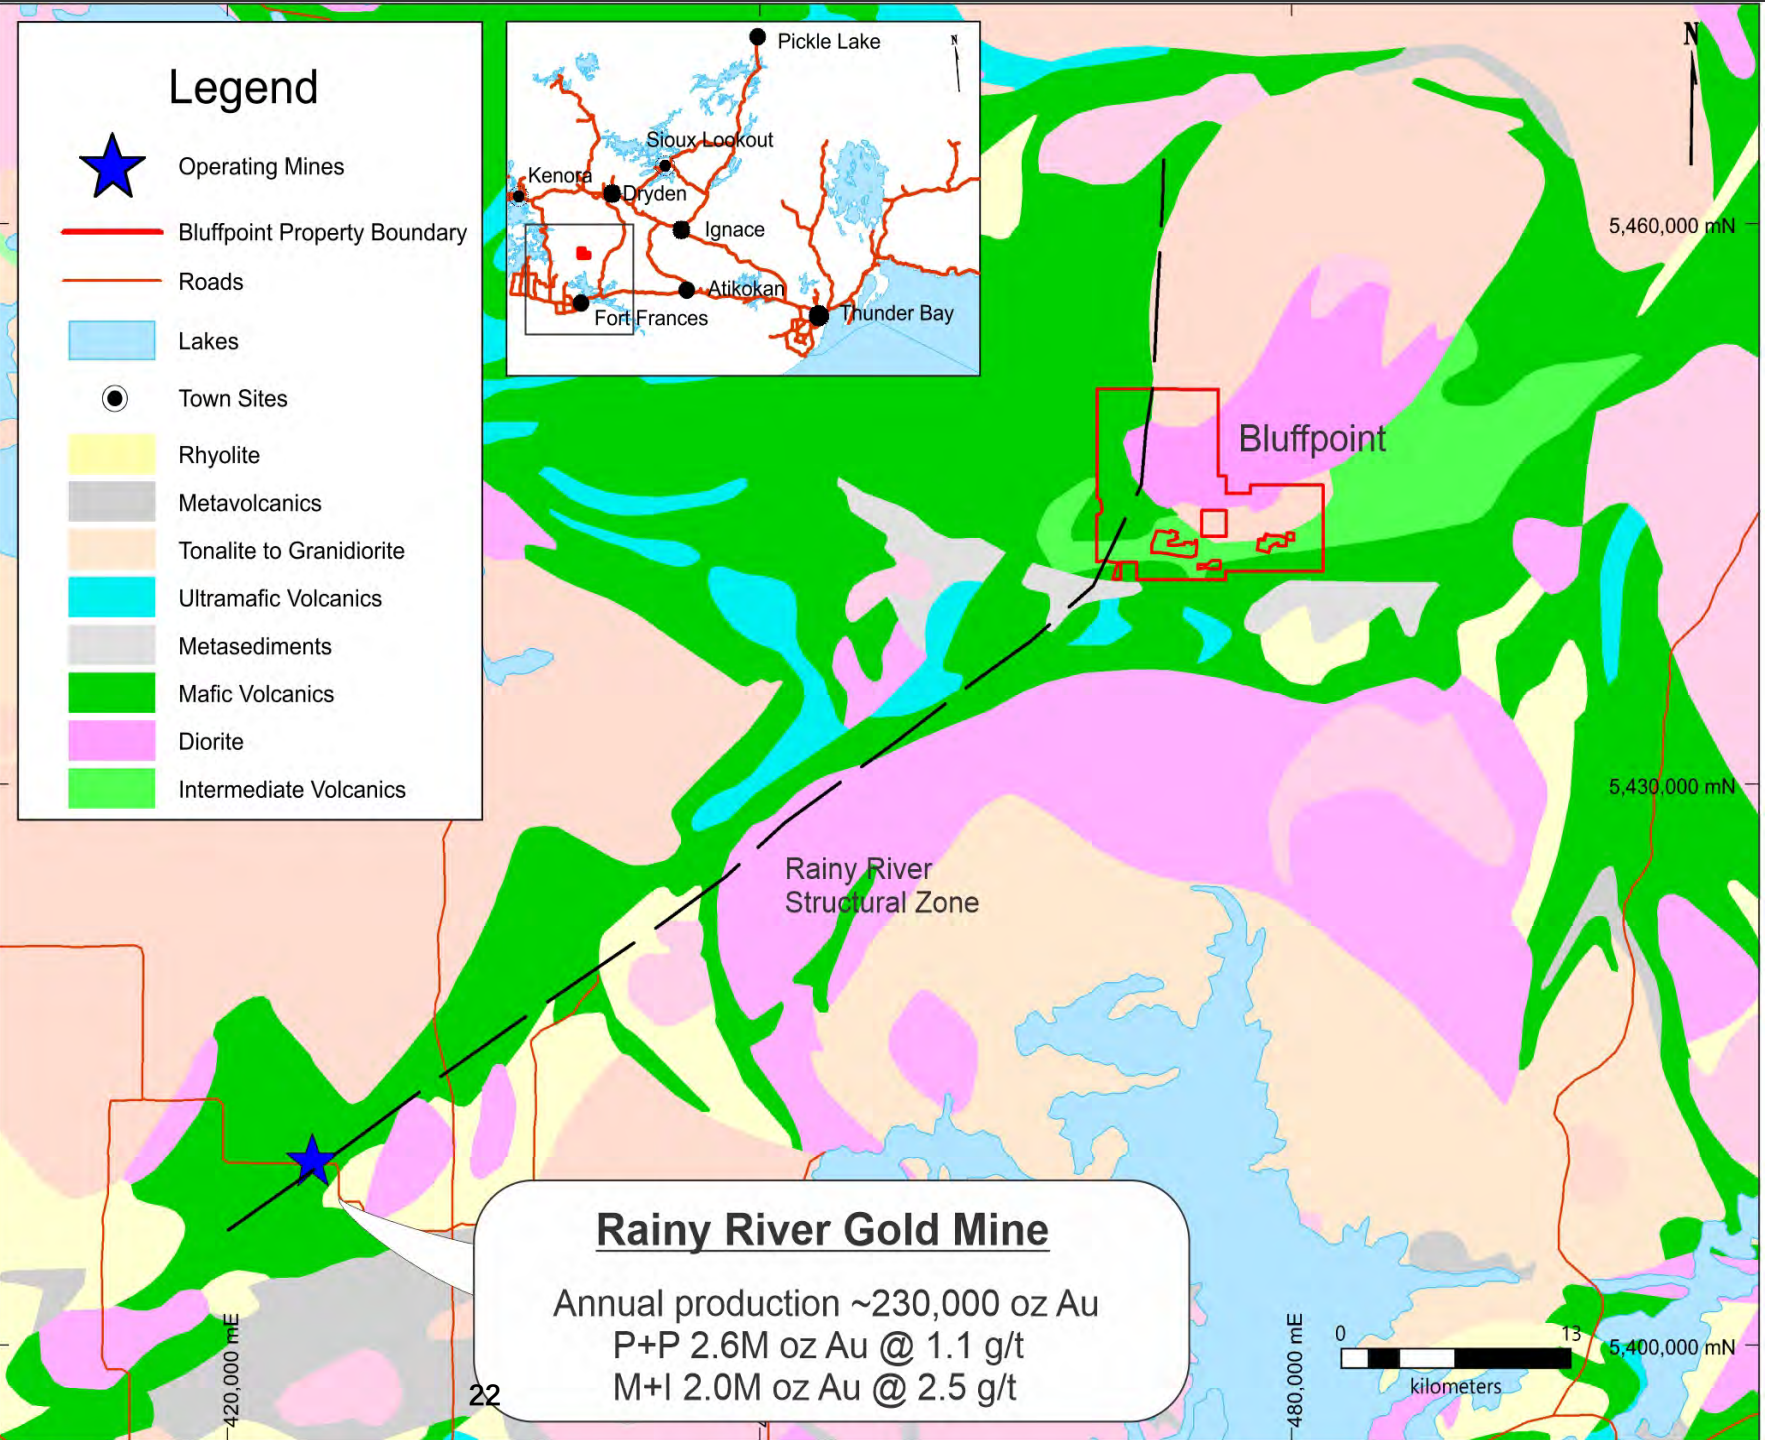 Legend
Operating Mines
Bluffpoint Property Boundary
Roads
Lakes
Town Sites
Rhyolite
Metavolcanics
Tonalite to Granidiorite
Ultramafic Volcanics
Metasediments
Mafic Volcanics
Diorite
Intermediate Volcanics
Pickle Lake
N
Sioux Lookout
Kenora
Dryden
Ignace
Atikokan
Fort Frances
Thunder Bay
N
5,460,000 mN
Bluffpoint
5,430,000 mN
Rainy River
Structural Zone
Rainy River Gold Mine
Annual production ~230,000 oz Au
P+P 2.6M oz Au @ 1.1 g/t
M+I 2.0M oz Au @ 2.5 g/t
420,000 mE
22
480,000 mE
0 13
kilometers
5,400,000 mN